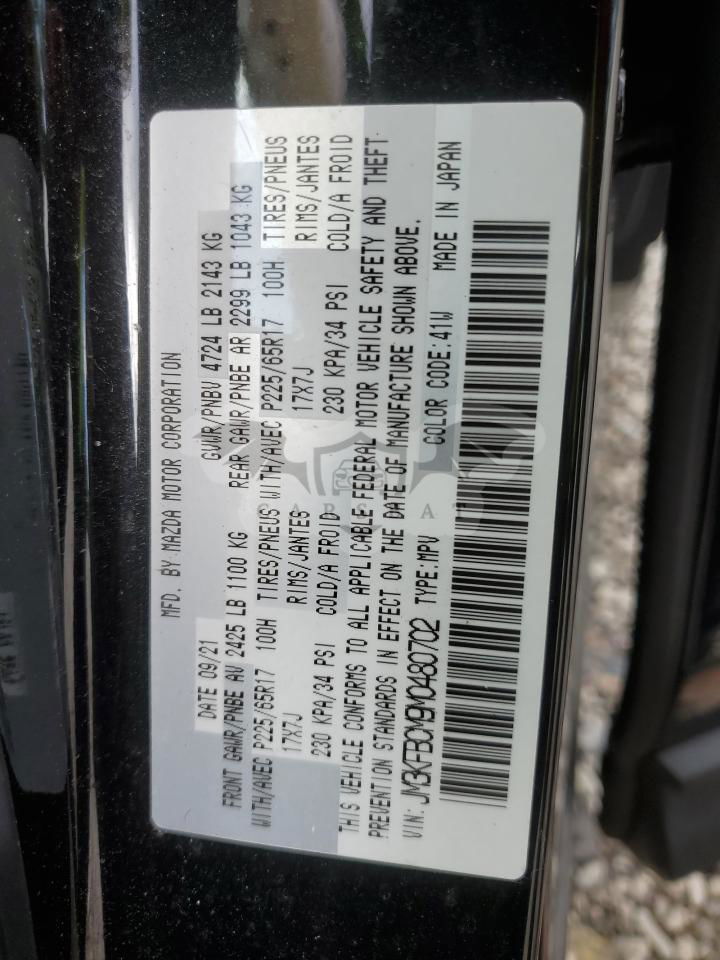 MFD. BY MAZDA MOTOR CORPORATION
DATE 09/21 GVWR/PNBV 4724 LB 2143 KG
FRONT GAWR/PNBE AV 2425 LB 1100 KG REAR GAWR/PNBE AR 2299 LB 1043 KG
WITH/AVEC P225/65R17 100H TIRES/PNEUS WITH/AVEC P225/65R17 100H TIRES/PNEUS
17X7J RIMS/JANTES 17X7J RIMS/JANTES
230 KPA/34 PSI COLD/A FROID 230 KPA/34 PSI COLD/A FROID
THIS VEHICLE CONFORMS TO ALL APPLICABLE FEDERAL MOTOR VEHICLE SAFETY AND THEFT
PREVENTION STANDARDS IN EFFECT ON THE DATE OF MANUFACTURE SHOWN ABOVE.
VIN: JM3KFBCM9M0480702 TYPE:MPV COLOR CODE:41W MADE IN JAPAN